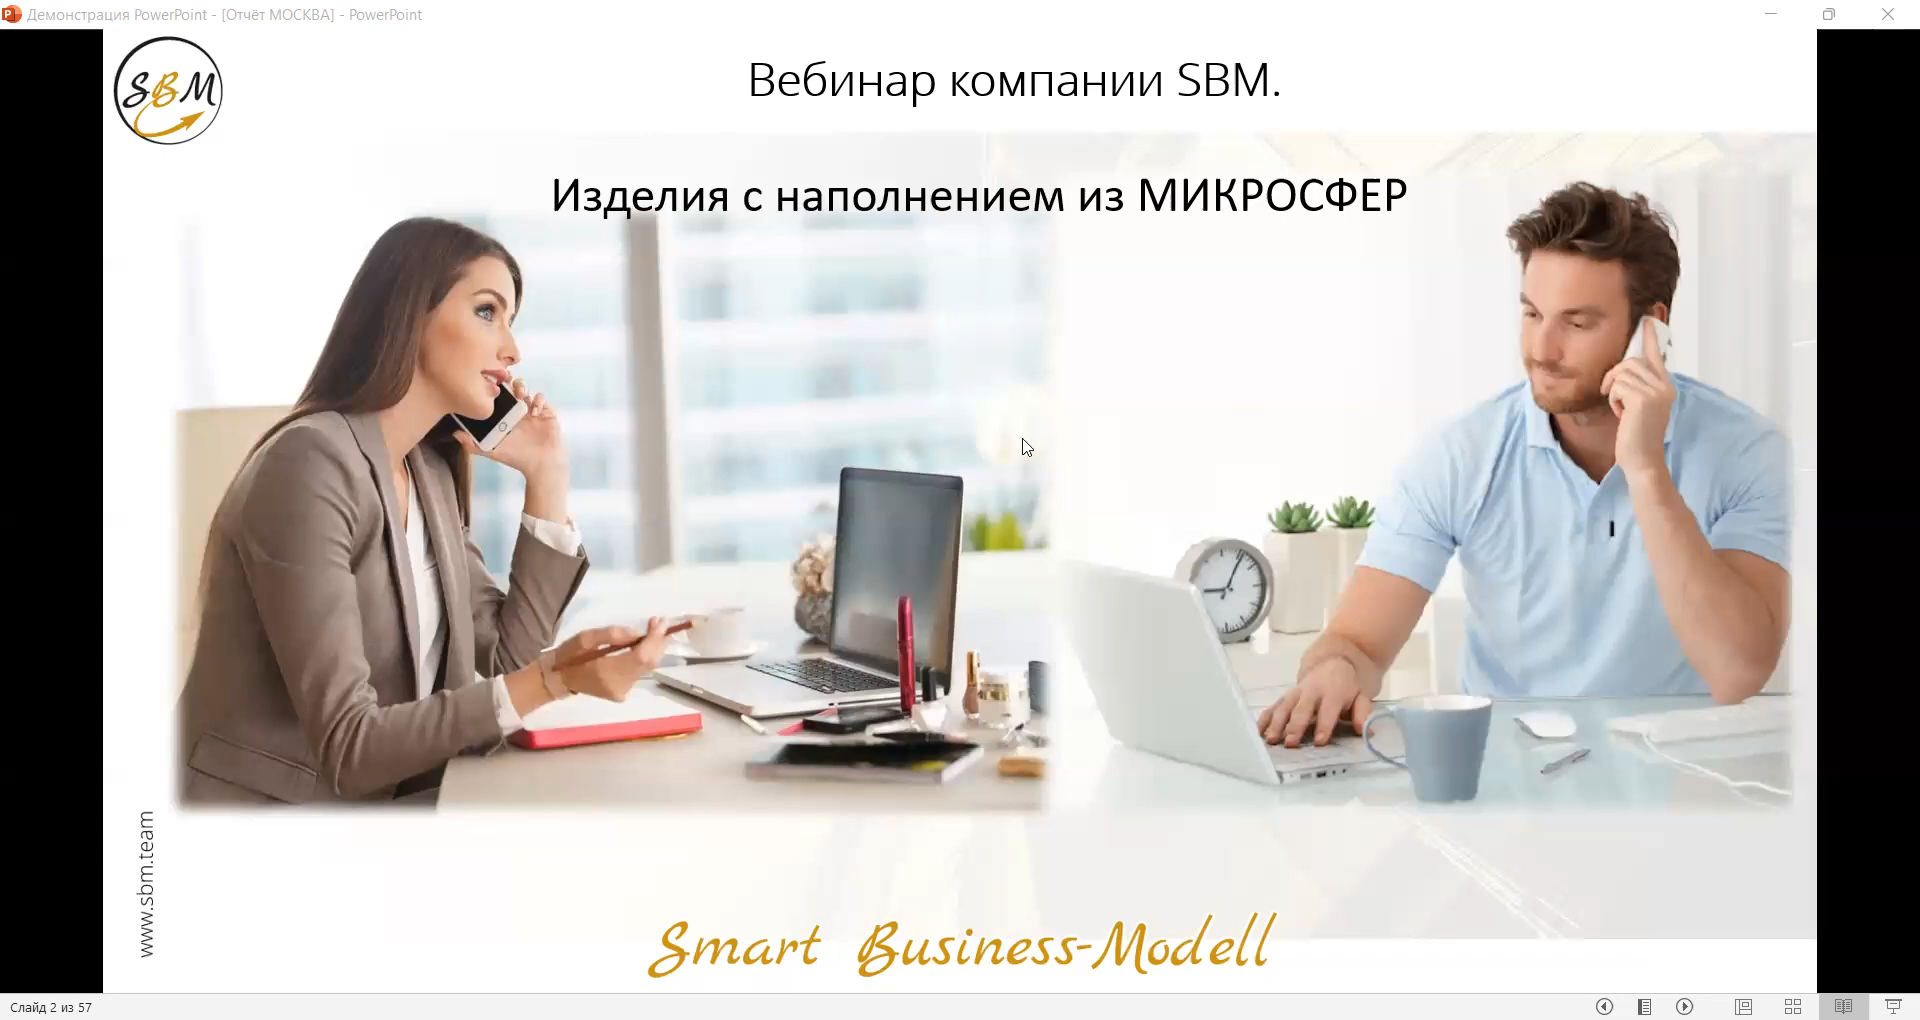 Демонстрация PowerPoint - [Отчёт МОСКВА] - PowerPoint
SBM
Вебинар компании SBM.
Изделия с наполнением из МИКРОСФЕР
www.sbm.team
Smart Business-Modell
Слайд 2 из 57